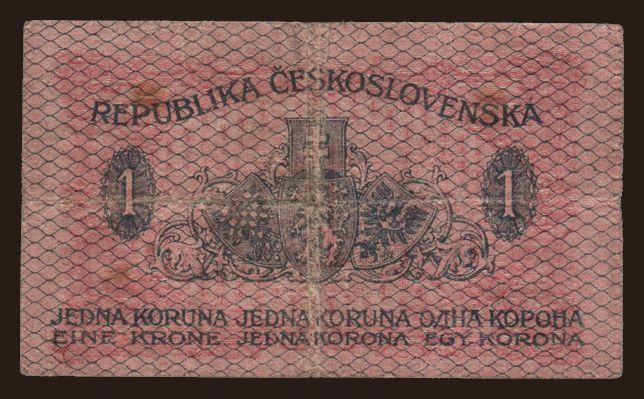 REPUBLIKA ČESKOSLOVENSKÁ
1 1
JEDNA KORUNA JEDNA KORUNA ОДНА КОРОНА
EINE KRONE JEDNA KORONA EGY KORONA